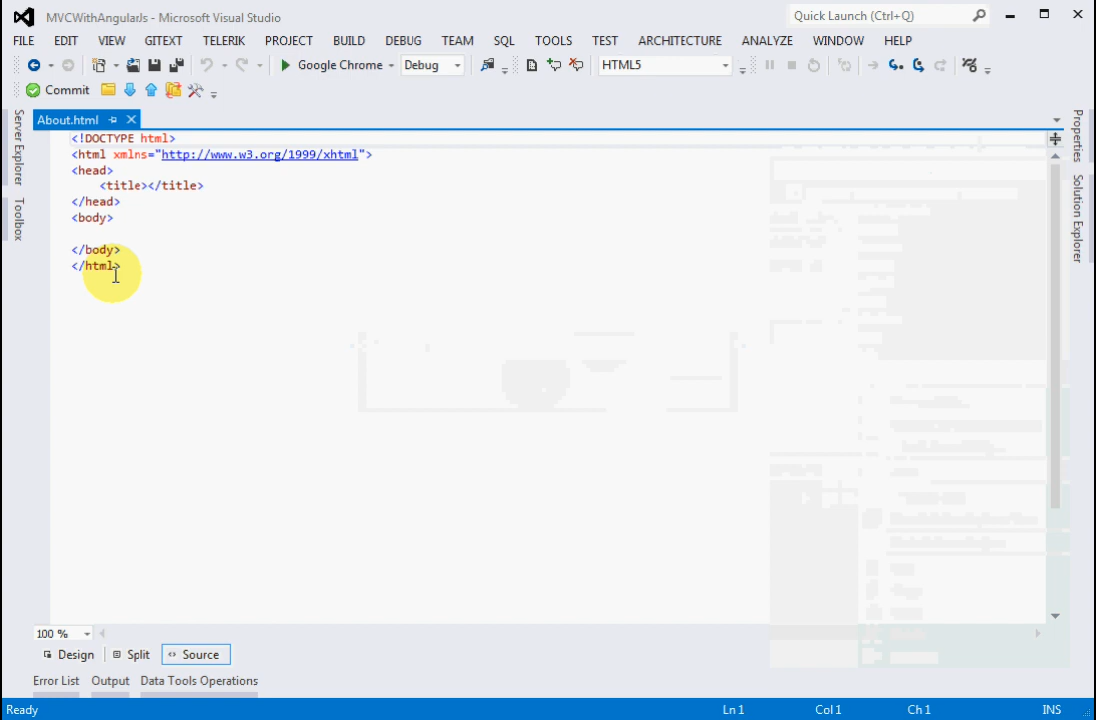 MVCWithAngularJs - Microsoft Visual Studio
Quick Launch (Ctrl+Q)
FILE EDIT VIEW GITEXT TELERIK PROJECT BUILD DEBUG TEAM SQL TOOLS TEST ARCHITECTURE ANALYZE WINDOW HELP
Google Chrome Debug HTML5
Commit
Server Explorer
Toolbox
About.html
<!DOCTYPE html>
<html xmlns="http://www.w3.org/1999/xhtml">
<head>
<title></title>
</head>
<body>
</body>
</html>
Properties
Solution Explorer
100 %
Design Split Source
Error List Output Data Tools Operations
Ready Ln 1 Col 1 Ch 1 INS